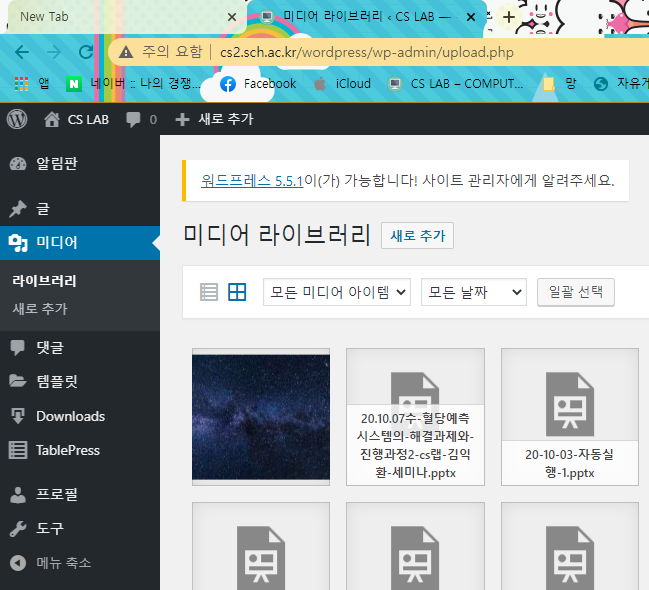 New Tab
미디어 라이브러리 ‹ CS LAB —
주의 요함
cs2.sch.ac.kr/wordpress/wp-admin/upload.php
앱
네이버 :: 나의 경쟁...
Facebook
iCloud
CS LAB – COMPUT...
망
자유게
CS LAB
0
새로 추가
알림판
글
미디어
라이브러리
새로 추가
댓글
템플릿
Downloads
TablePress
프로필
도구
메뉴 축소
워드프레스 5.5.1이(가) 가능합니다! 사이트 관리자에게 알려주세요.
미디어 라이브러리
새로 추가
모든 미디어 아이템
모든 날짜
일괄 선택
20.10.07수-혈당예측
시스템의-해결과제와-
진행과정2-cs랩-김익
환-세미나.pptx
20-10-03-자동실
행-1.pptx